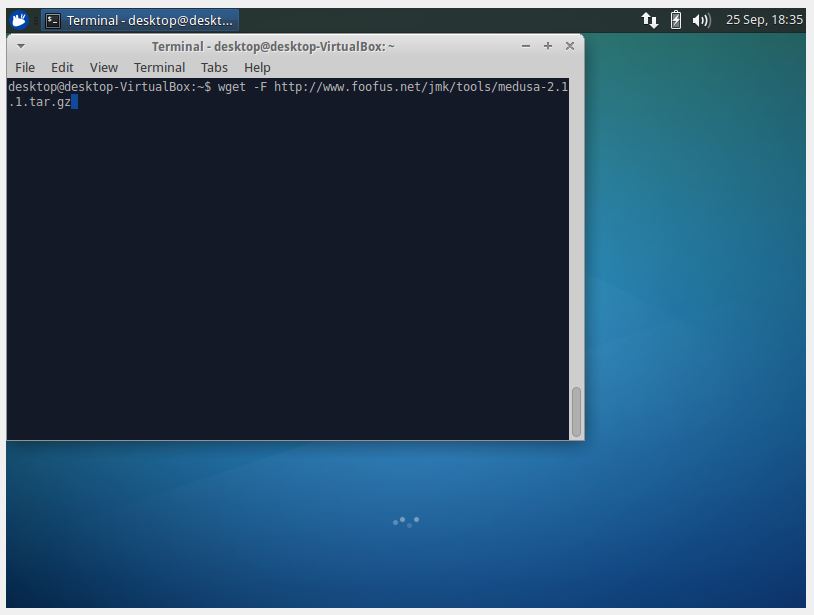 Terminal - desktop@deskt...
25 Sep, 18:35
Terminal - desktop@desktop-VirtualBox: ~
File Edit View Terminal Tabs Help
desktop@desktop-VirtualBox:~$ wget -F http://www.foofus.net/jmk/tools/medusa-2.1
.1.tar.gz